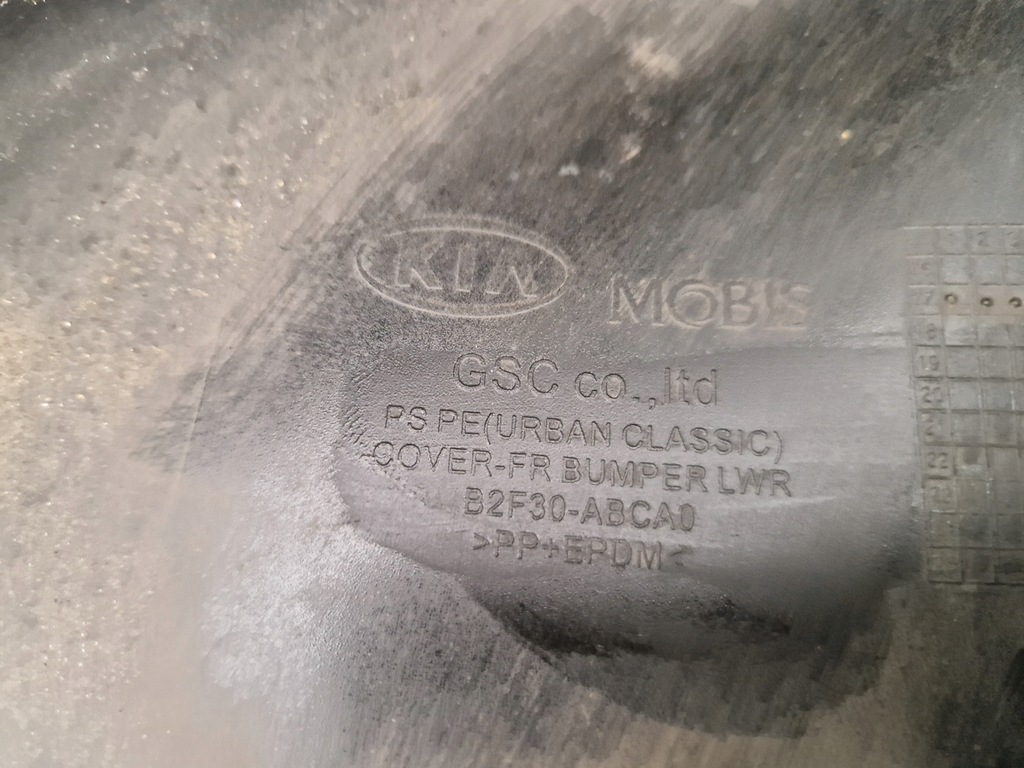 KIA MOBIS
GSC co.,ltd
PS PE(URBAN CLASSIC)
COVER-FR BUMPER LWR
B2F30-ABCA0
>PP+EPDM<